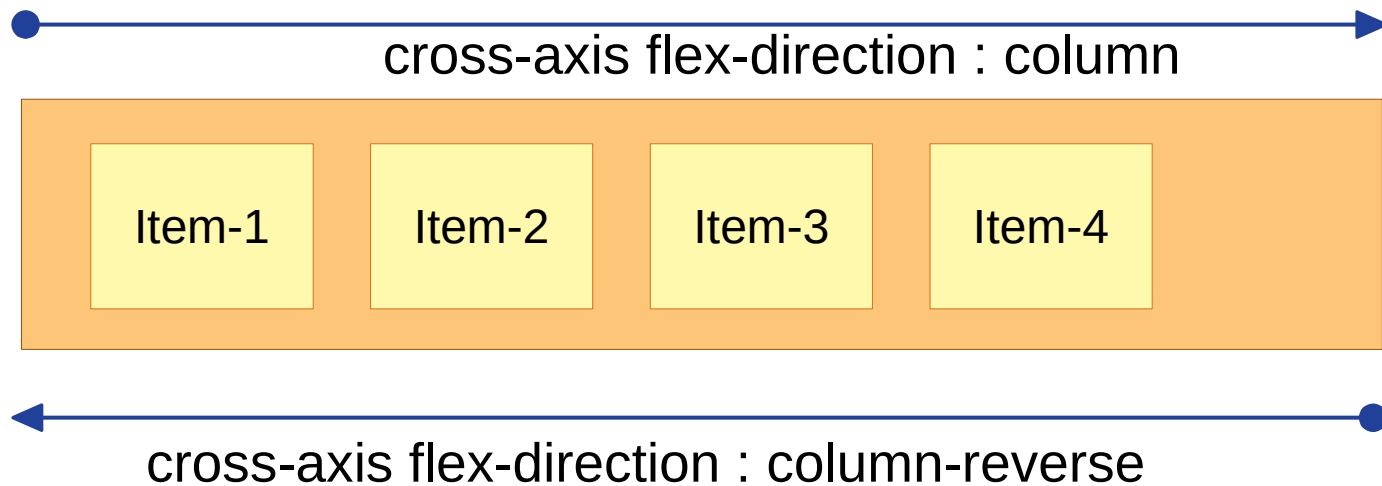 cross-axis flex-direction : column
Item-1 Item-2 Item-3 Item-4
cross-axis flex-direction : column-reverse